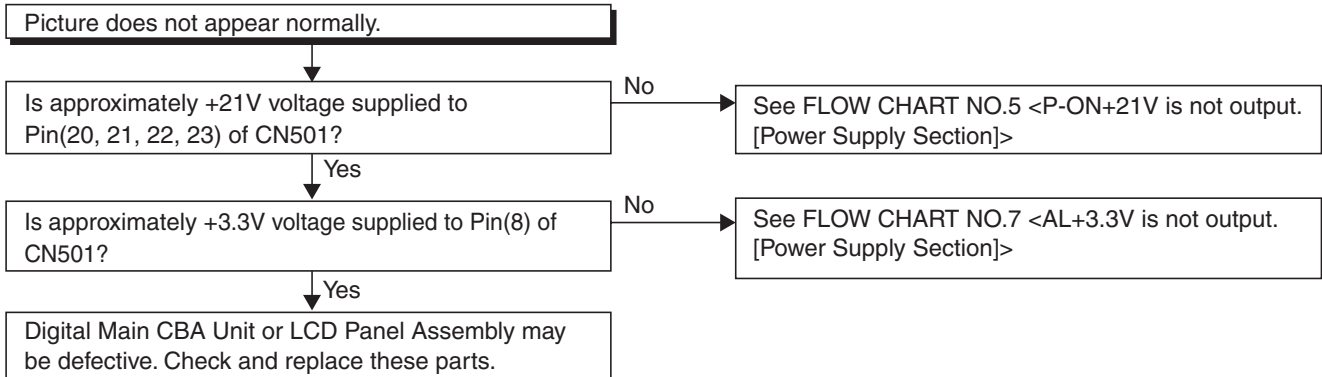 Picture does not appear normally.
Is approximately +21V voltage supplied to
Pin(20, 21, 22, 23) of CN501?
No
See FLOW CHART NO.5 <P-ON+21V is not output.
[Power Supply Section]>
Yes
Is approximately +3.3V voltage supplied to Pin(8) of
CN501?
No
See FLOW CHART NO.7 <AL+3.3V is not output.
[Power Supply Section]>
Yes
Digital Main CBA Unit or LCD Panel Assembly may
be defective. Check and replace these parts.